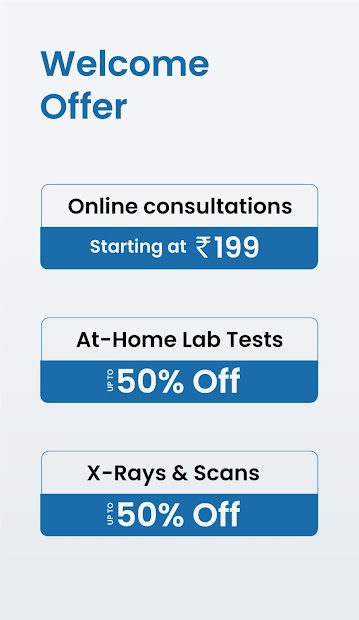 Welcome
Offer
Online consultations
Starting at ₹199
At-Home Lab Tests
UP TO 50% Off
X-Rays & Scans
UP TO 50% Off